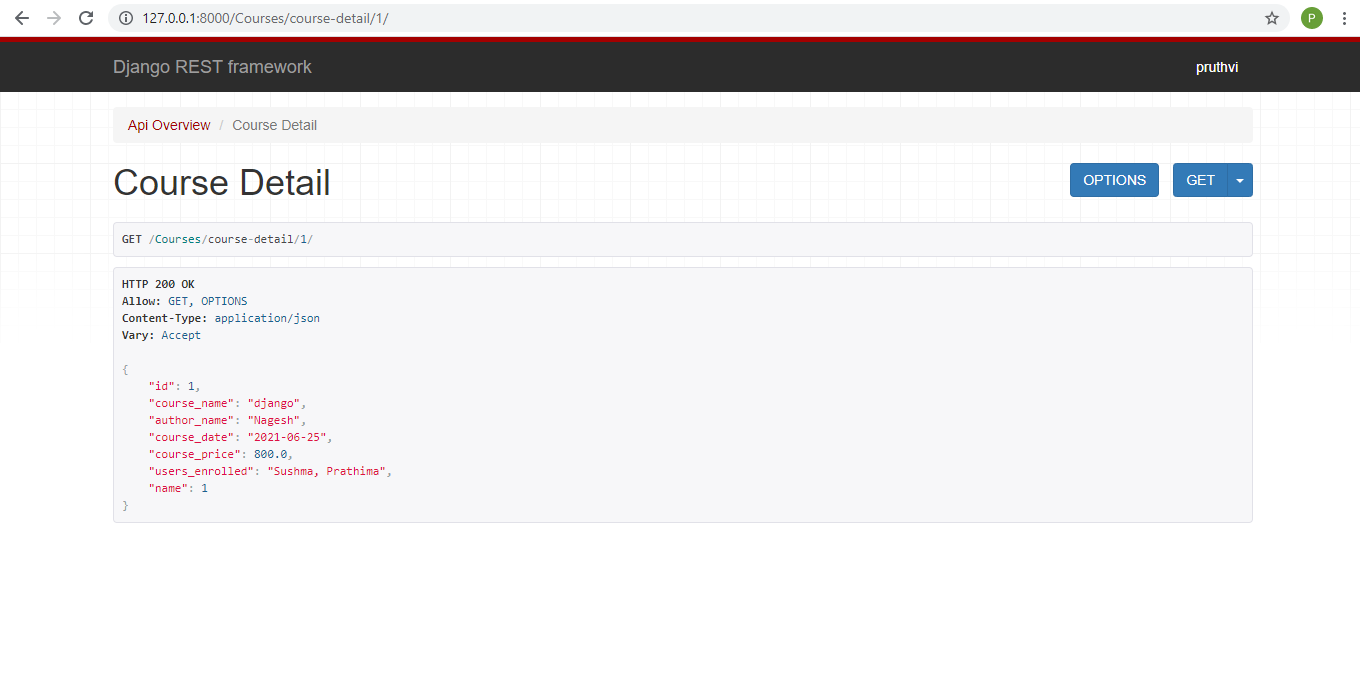 127.0.0.1:8000/Courses/course-detail/1/
P
Django REST framework
pruthvi
Api Overview / Course Detail
Course Detail
OPTIONS
GET
GET /Courses/course-detail/1/
HTTP 200 OK
Allow: GET, OPTIONS
Content-Type: application/json
Vary: Accept
{
    "id": 1,
    "course_name": "django",
    "author_name": "Nagesh",
    "course_date": "2021-06-25",
    "course_price": 800.0,
    "users_enrolled": "Sushma, Prathima",
    "name": 1
}